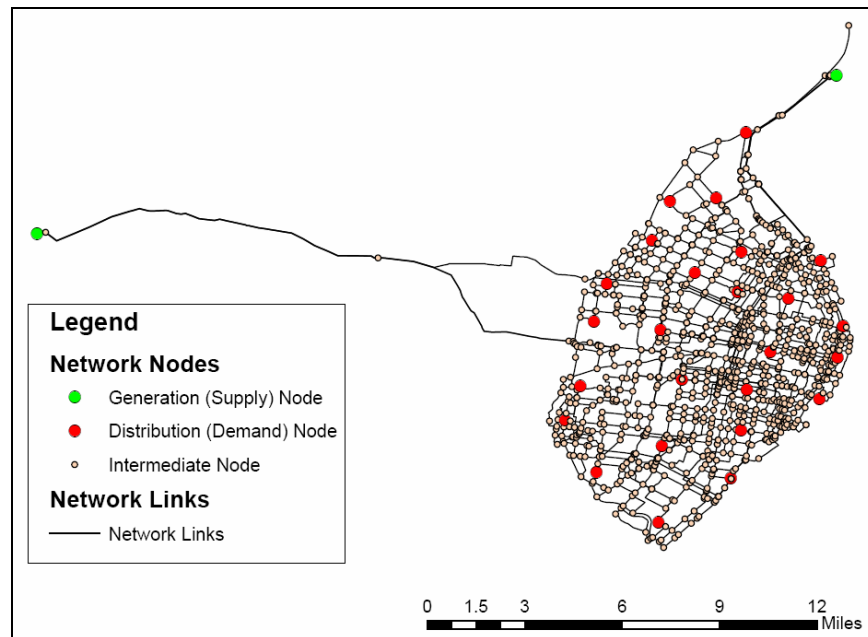 Legend
Network Nodes
Generation (Supply) Node
Distribution (Demand) Node
Intermediate Node
Network Links
Network Links
0 1.5 3 6 9 12
Miles